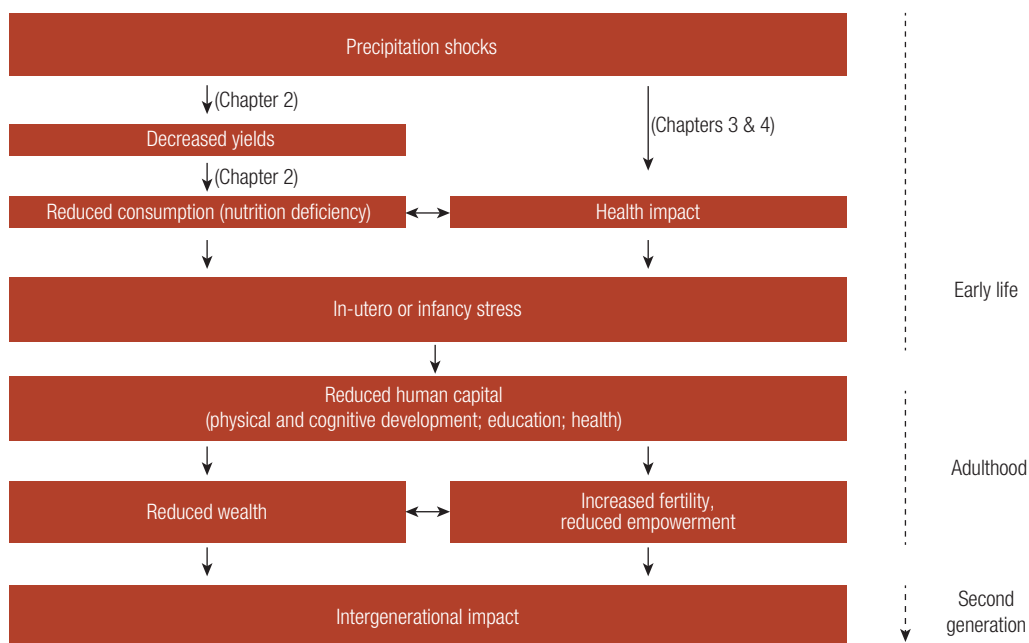 Precipitation shocks
(Chapter 2)
(Chapters 3 & 4)
Decreased yields
(Chapter 2)
Reduced consumption (nutrition deficiency)
Health impact
In-utero or infancy stress
Early life
Reduced human capital
(physical and cognitive development; education; health)
Adulthood
Reduced wealth
Increased fertility,
reduced empowerment
Intergenerational impact
Second
generation